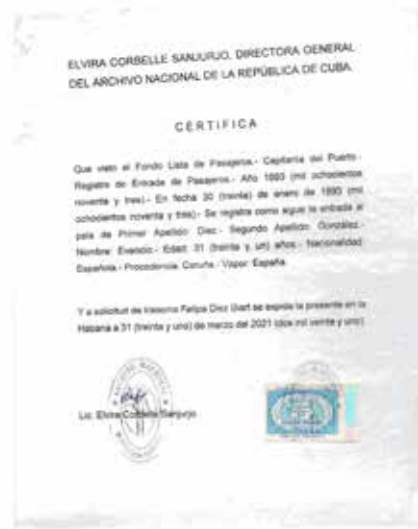 ELVIRA CORBELLE SANJURJO, DIRECTORA GENERAL
DEL ARCHIVO NACIONAL DE LA REPÚBLICA DE CUBA.
CERTIFICA
Que visto el Fondo Lista de Pasajeros.- Capitanía del Puerto.-
Registro de Entrada de Pasajeros.- Año 1893 (mil ochocientos
noventa y tres).- En fecha 30 (treinta) de enero de 1893 (mil
ochocientos noventa y tres)- Se registra como sigue la entrada al
país de Primer Apellido: Diez.- Segundo Apellido: González.-
Nombre: Evencio.- Edad: 31 (treinta y un) años.- Nacionalidad:
Española.- Procedencia: Coruña.- Vapor: España.
Y a solicitud de Felipa Diez se expide la presente en la
Habana a 31 (treinta y uno) de marzo del 2021 (dos mil veinte y uno)
Lic. Elvira Corbelle Sanjurjo